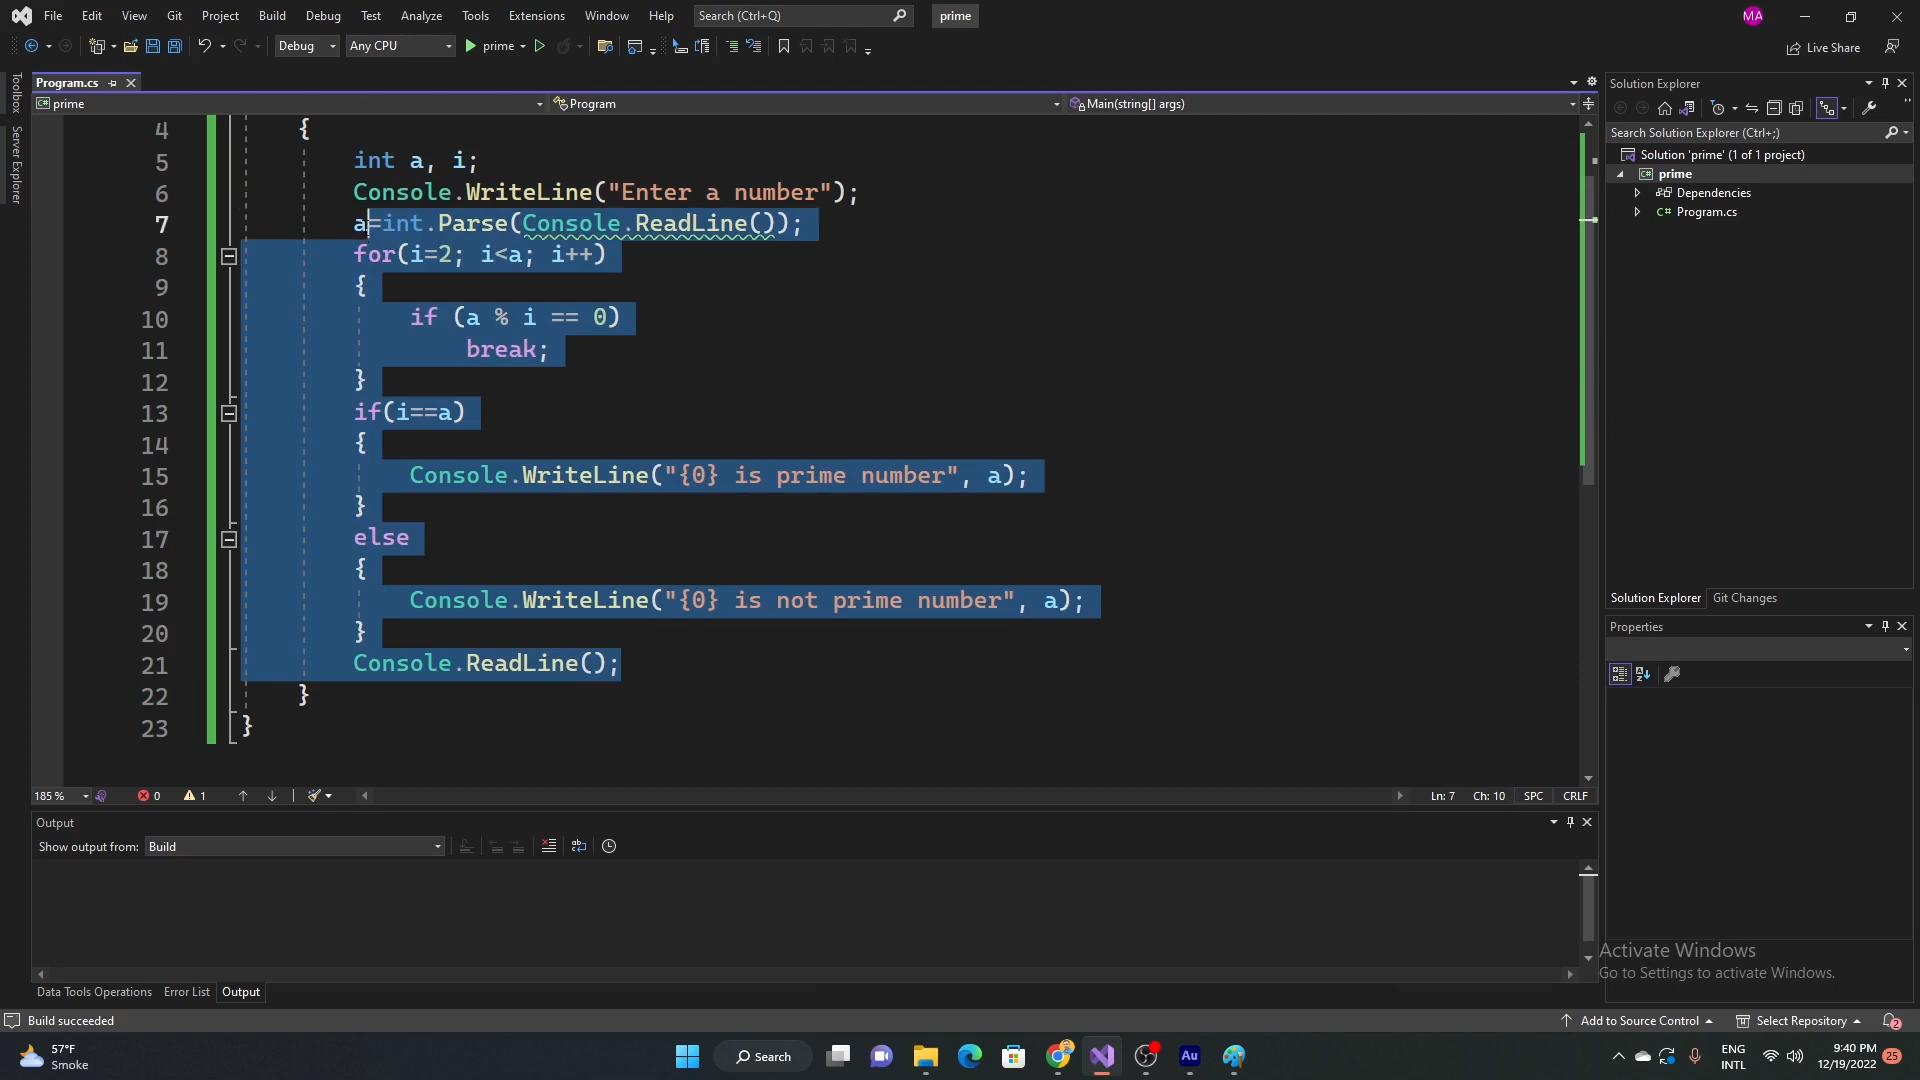 File Edit View Git Project Build Debug Test Analyze Tools Extensions Window Help Search (Ctrl+Q) prime MA
Debug Any CPU prime Live Share
Toolbox
Server Explorer
Program.cs
prime Program Main(string[] args)
4 {
5 int a, i;
6 Console.WriteLine("Enter a number");
7 a=int.Parse(Console.ReadLine());
8 for(i=2; i<a; i++)
9 {
10 if (a % i == 0)
11 break;
12 }
13 if(i==a)
14 {
15 Console.WriteLine("{0} is prime number", a);
16 }
17 else
18 {
19 Console.WriteLine("{0} is not prime number", a);
20 }
21 Console.ReadLine();
22 }
23 }
185 % 0 1 Ln: 7 Ch: 10 SPC CRLF
Output
Show output from: Build
Data Tools Operations Error List Output
Solution Explorer
Search Solution Explorer (Ctrl+;)
Solution 'prime' (1 of 1 project)
C# prime
Dependencies
C# Program.cs
Solution Explorer Git Changes
Properties
Activate Windows
Go to Settings to activate Windows.
Build succeeded Add to Source Control Select Repository 2
57°F
Smoke
Search
Au
ENG
INTL
9:40 PM
12/19/2022
25